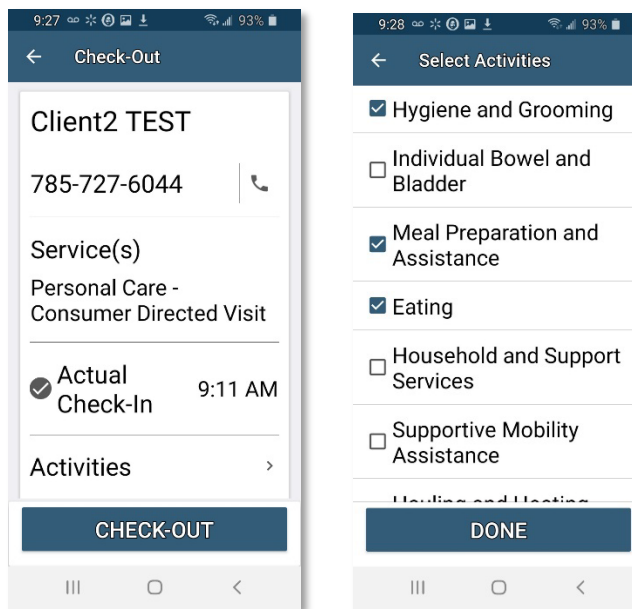 9:27 93%
Check-Out
Client2 TEST
785-727-6044
Service(s)
Personal Care -
Consumer Directed Visit
Actual
Check-In
9:11 AM
Activities
CHECK-OUT
9:28 93%
Select Activities
Hygiene and Grooming
Individual Bowel and
Bladder
Meal Preparation and
Assistance
Eating
Household and Support
Services
Supportive Mobility
Assistance
and
DONE